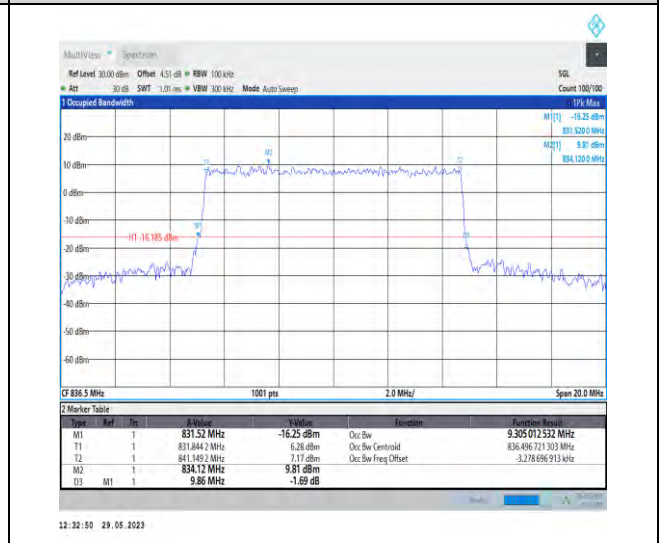 MultiView Spectrum
Ref Level 30.00 dBm Offset 4.51 dB RBW 100 kHz SGL
Att 30 dB SWT 1.01 ms VBW 300 kHz Mode Auto Sweep Count 100/100
1 Occupied Bandwidth 1Pk Max
M1[1] -16.25 dBm
831.520 0 MHz
M2[1] 9.81 dBm
834.120 0 MHz
20 dBm
M2
T1 T2
10 dBm
0 dBm
-10 dBm
M1
H1 -16.185 dBm
-20 dBm
-30 dBm
-40 dBm
-50 dBm
-60 dBm
CF 836.5 MHz 1001 pts 2.0 MHz/ Span 20.0 MHz
2 Marker Table
Type Ref Trc X-Value Y-Value Function Function Result
M1 1 831.52 MHz -16.25 dBm Occ Bw 9.305 012 532 MHz
T1 1 831.844 2 MHz 6.28 dBm Occ Bw Centroid 836.496 721 303 MHz
T2 1 841.149 2 MHz 7.17 dBm Occ Bw Freq Offset -3.278 696 913 kHz
M2 1 834.12 MHz 9.81 dBm
D3 M1 1 9.86 MHz -1.69 dB
12:32:50 29.05.2023